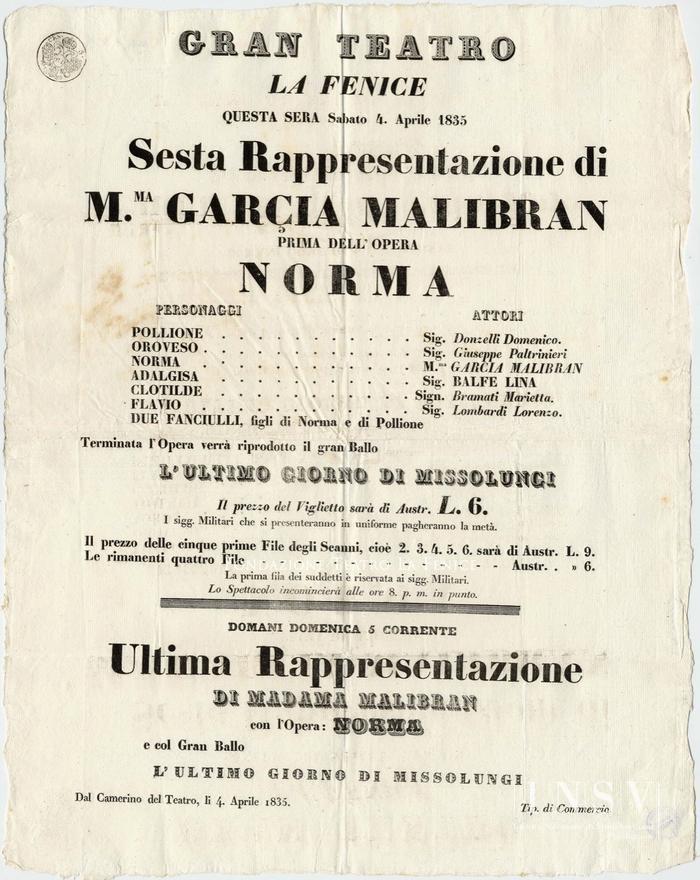 GRAN TEATRO
LA FENICE
QUESTA SERA Sabato 4. Aprile 1835
Sesta Rappresentazione di
M.MA GARCIA MALIBRAN
PRIMA DELL'OPERA
NORMA
PERSONAGGI ATTORI
POLLIONE . . . . . . . . . . . . Sig. Donzelli Domenico.
OROVESO . . . . . . . . . . . . Sig. Giuseppe Paltrinieri
NORMA . . . . . . . . . . . . M.ma GARCIA MALIBRAN
ADALGISA . . . . . . . . . . . . Sig. BALFE LINA
CLOTILDE . . . . . . . . . . . . Sign. Bramati Marietta.
FLAVIO . . . . . . . . . . . . Sig. Lombardi Lorenzo.
DUE FANCIULLI, figli di Norma e di Pollione
Terminata l'Opera verrà riprodotto il gran Ballo
L'ULTIMO GIORNO DI MISSOLUNGI
Il prezzo del Viglietto sarà di Austr. L. 6.
I sigg. Militari che si presenteranno in uniforme pagheranno la metà.
Il prezzo delle cinque prime File degli Scanni, cioè 2. 3. 4. 5. 6. sarà di Austr. L. 9.
Le rimanenti quattro File - - Austr. . » 6.
La prima fila dei suddetti è riservata ai sigg. Militari.
Lo Spettacolo incomincierà alle ore 8. p. m. in punto.
DOMANI DOMENICA 5 CORRENTE
Ultima Rappresentazione
DI MADAMA MALIBRAN
con l'Opera: NORMA
e col Gran Ballo
L'ULTIMO GIORNO DI MISSOLUNGI
Dal Camerino del Teatro, li 4. Aprile 1835.
Tip. di Commercio.